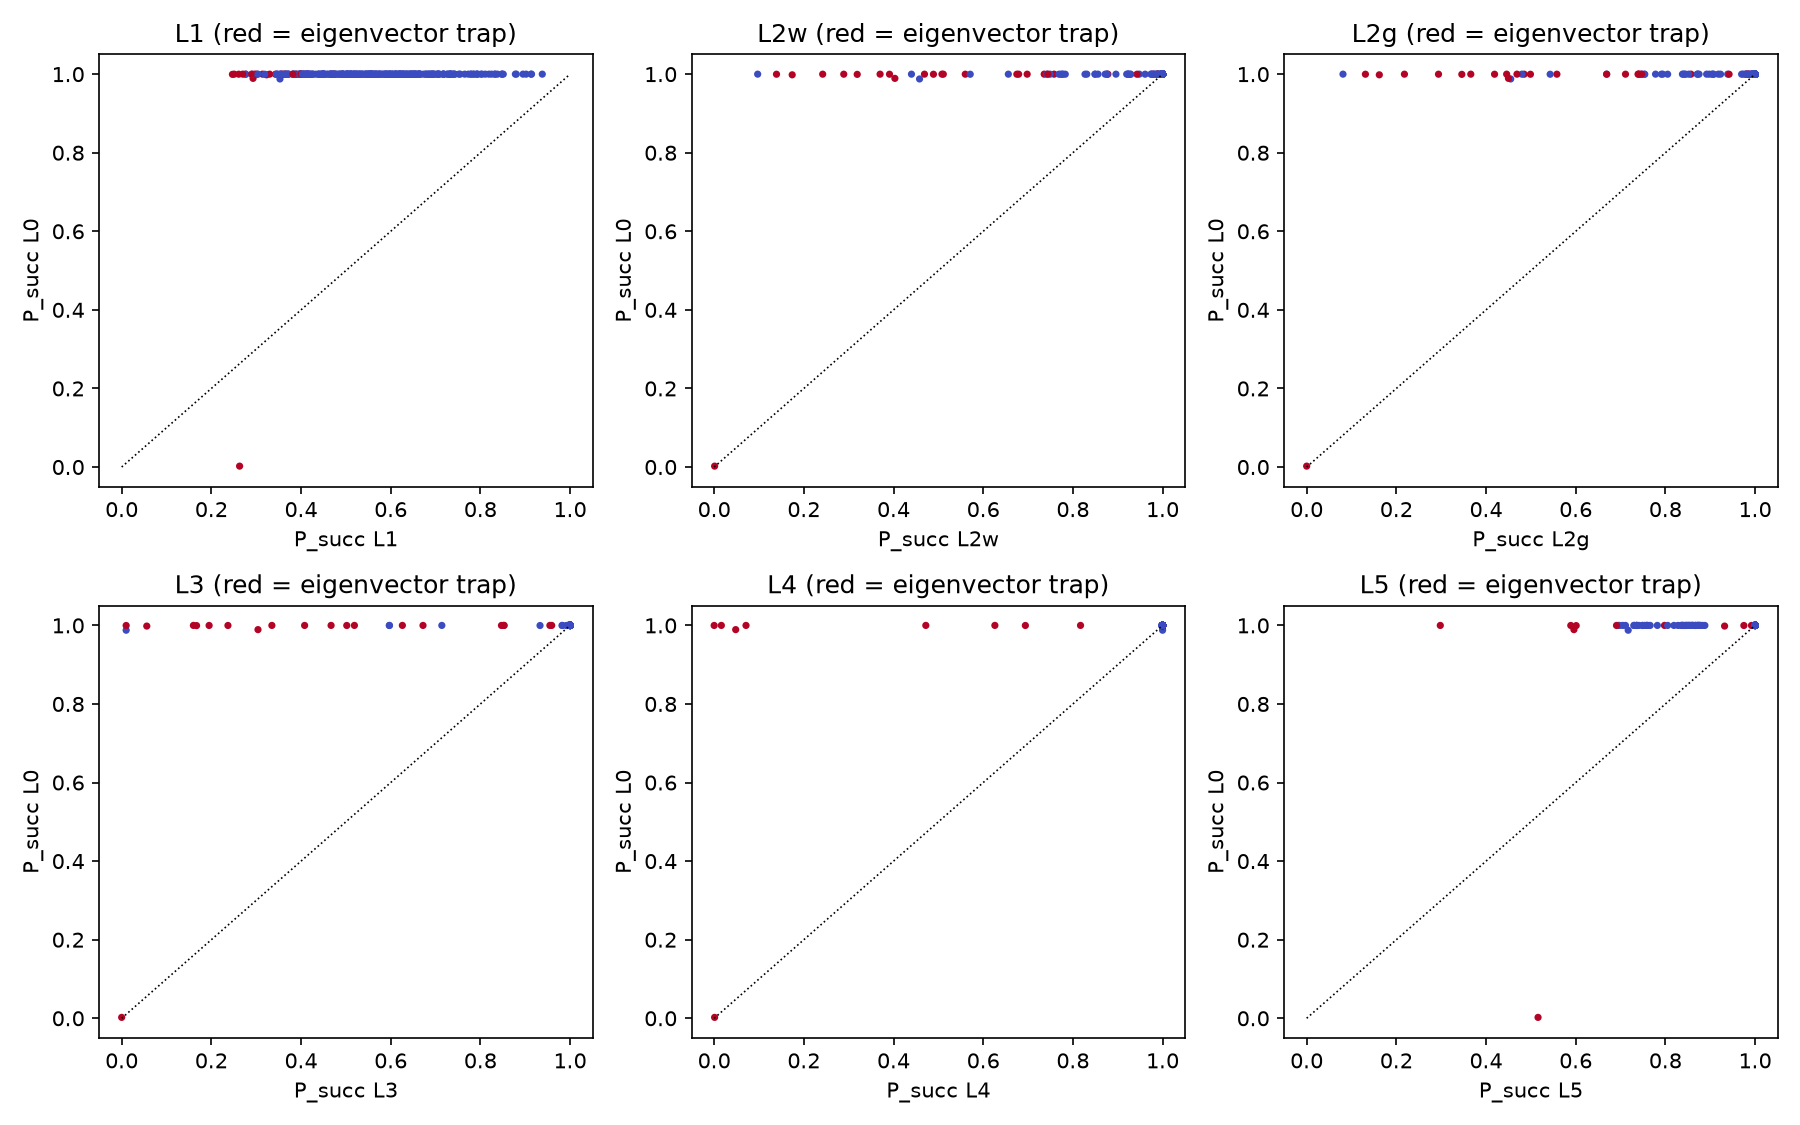 L1 (red = eigenvector trap)
L2w (red = eigenvector trap)
L2g (red = eigenvector trap)
1.0
0.8
0.6
0.4
0.2
0.0
P_succ L0
0.0 0.2 0.4 0.6 0.8 1.0
P_succ L1
1.0
0.8
0.6
0.4
0.2
0.0
P_succ L0
0.0 0.2 0.4 0.6 0.8 1.0
P_succ L2w
1.0
0.8
0.6
0.4
0.2
0.0
P_succ L0
0.0 0.2 0.4 0.6 0.8 1.0
P_succ L2g
L3 (red = eigenvector trap)
L4 (red = eigenvector trap)
L5 (red = eigenvector trap)
1.0
0.8
0.6
0.4
0.2
0.0
P_succ L0
0.0 0.2 0.4 0.6 0.8 1.0
P_succ L3
1.0
0.8
0.6
0.4
0.2
0.0
P_succ L0
0.0 0.2 0.4 0.6 0.8 1.0
P_succ L4
1.0
0.8
0.6
0.4
0.2
0.0
P_succ L0
0.0 0.2 0.4 0.6 0.8 1.0
P_succ L5